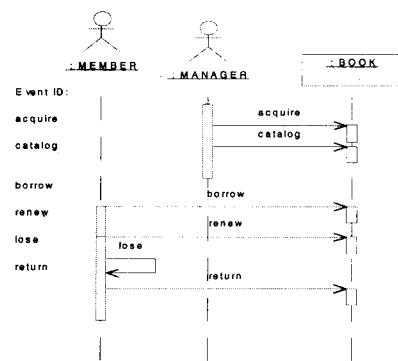 : MEMBER
: MANAGER
: BOOK
Event ID:
acquire
acquire
catalog
catalog
borrow
borrow
renew
renew
lose
lose
return
return